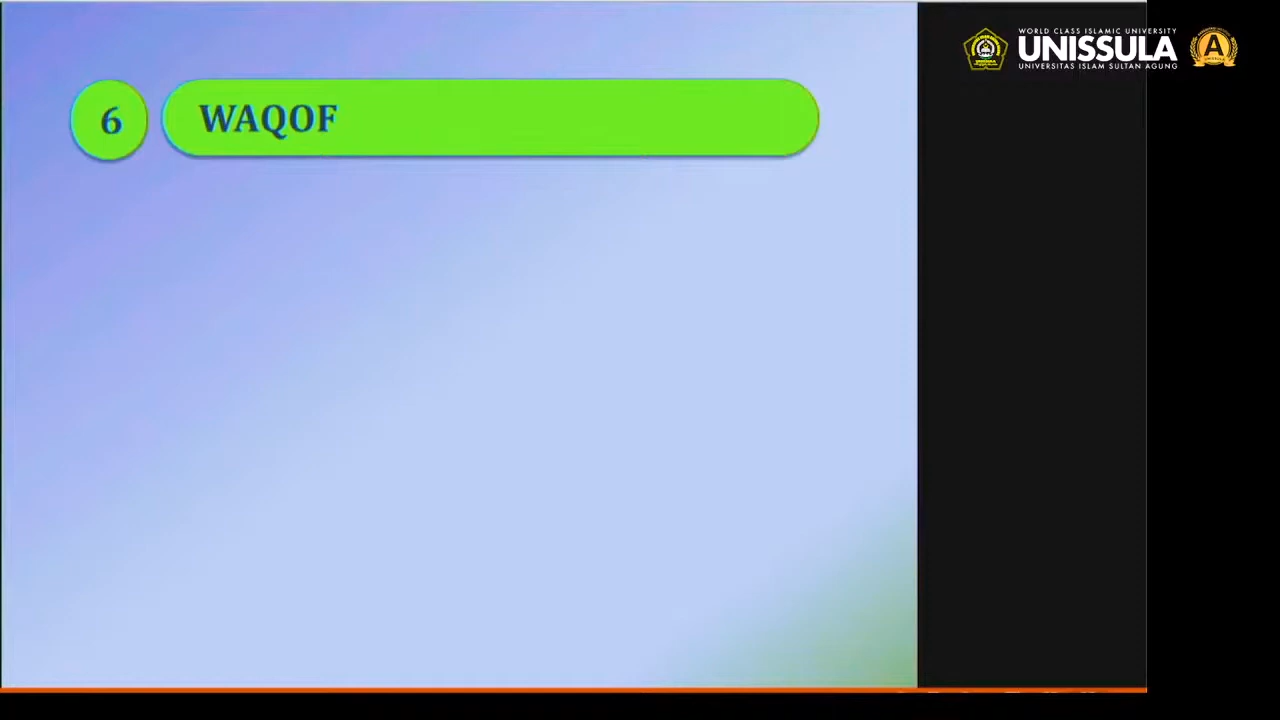 WORLD CLASS ISLAMIC UNIVERSITY
UNISSULA
UNIVERSITAS ISLAM SULTAN AGUNG
A
6
WAQOF